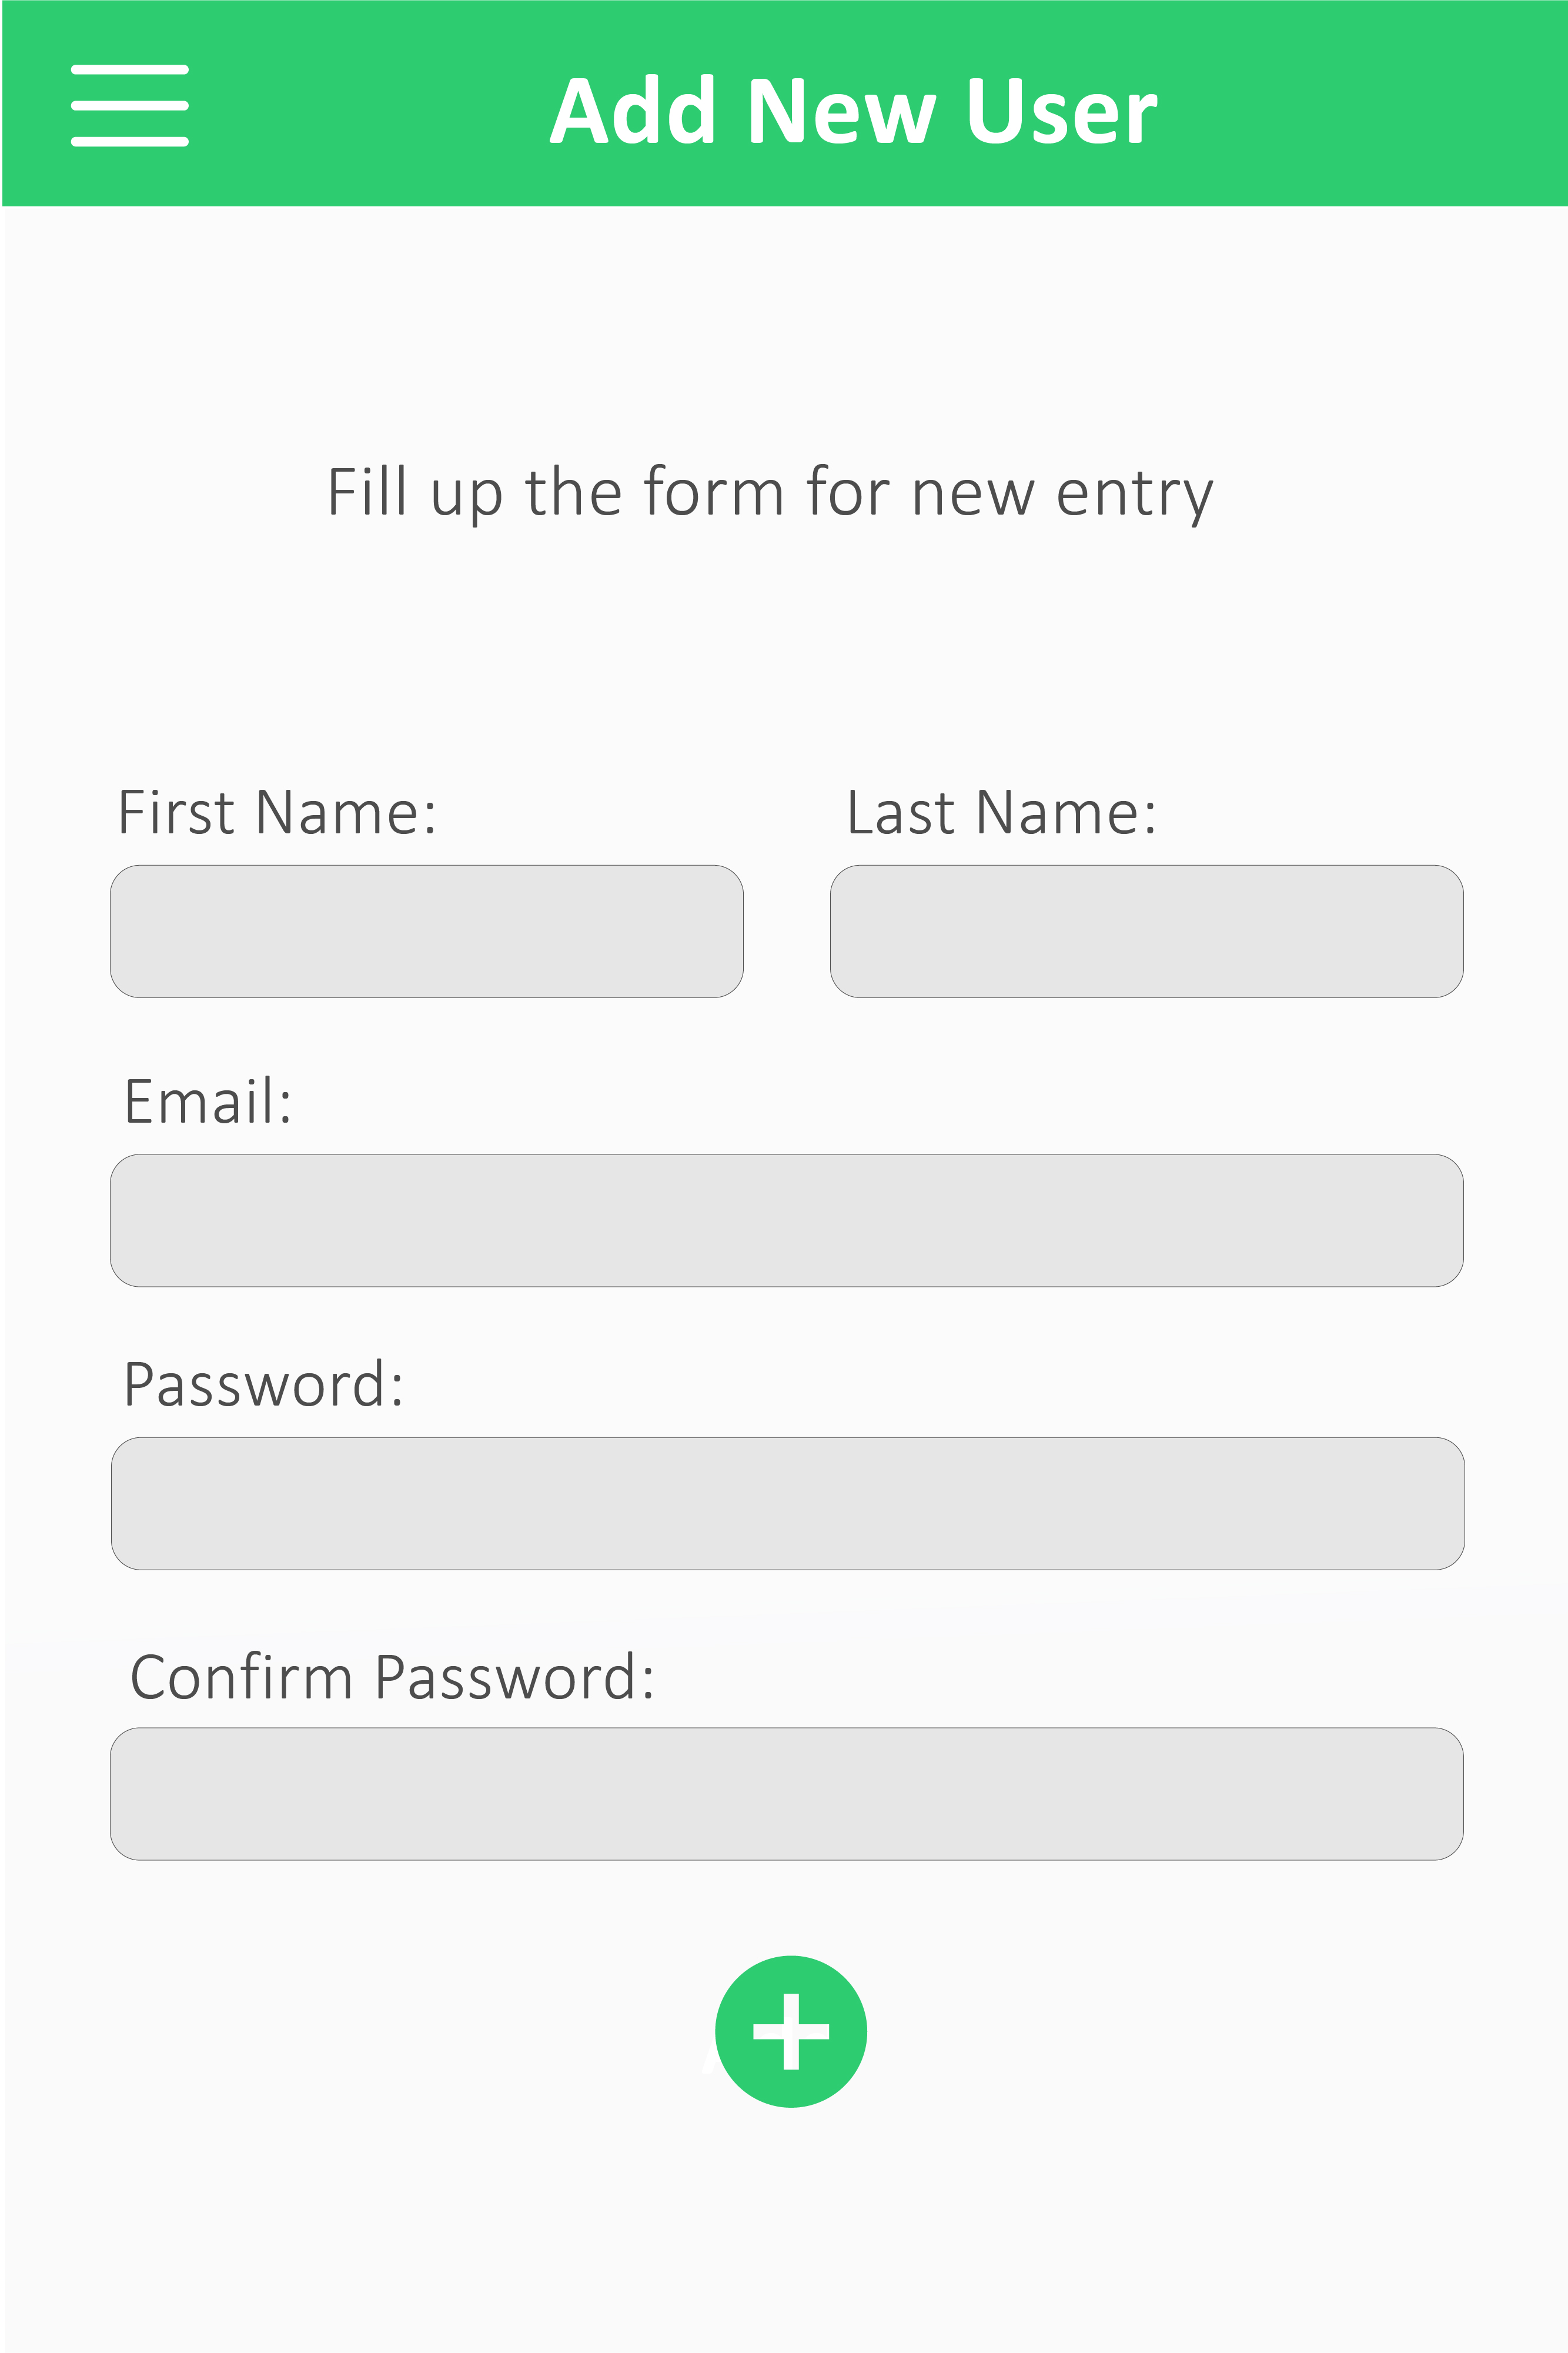 Add New User
Fill up the form for new entry
First Name: Last Name:
Email:
Password:
Confirm Password: